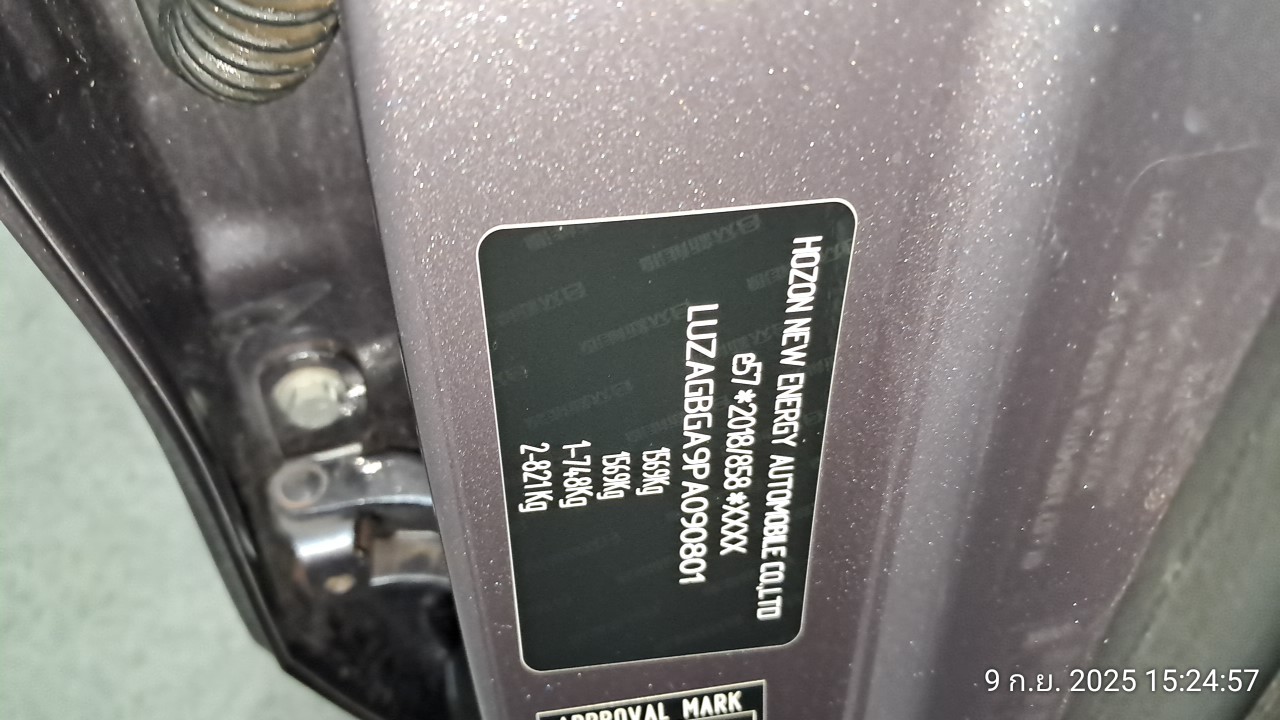 HOZON NEW ENERGY AUTOMOBILE CO.,LTD
e57*2018/858*XXXX
LUZAGBGA9PA090801
1569Kg
1569Kg
1-748Kg
2-821Kg
APPROVAL MARK
9 ก.ย. 2025 15:24:57